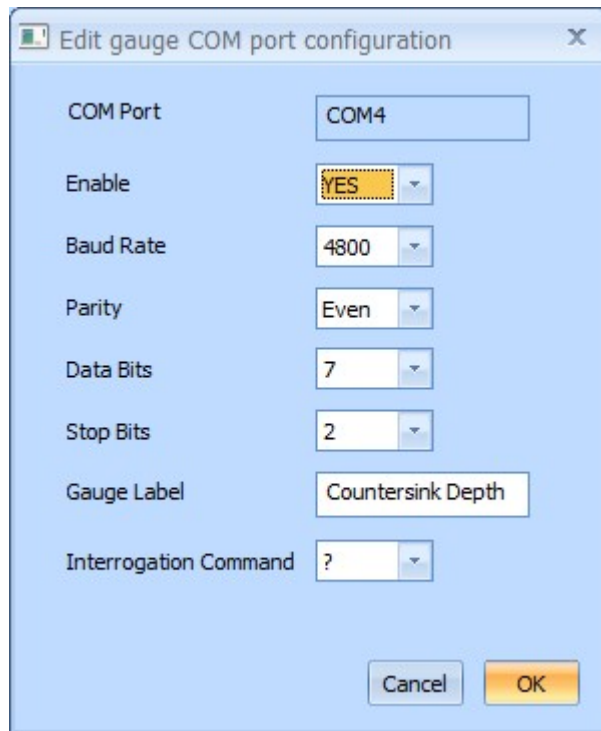 Edit gauge COM port configuration
COM Port COM4
Enable YES
Baud Rate 4800
Parity Even
Data Bits 7
Stop Bits 2
Gauge Label Countersink Depth
Interrogation Command ?
Cancel OK